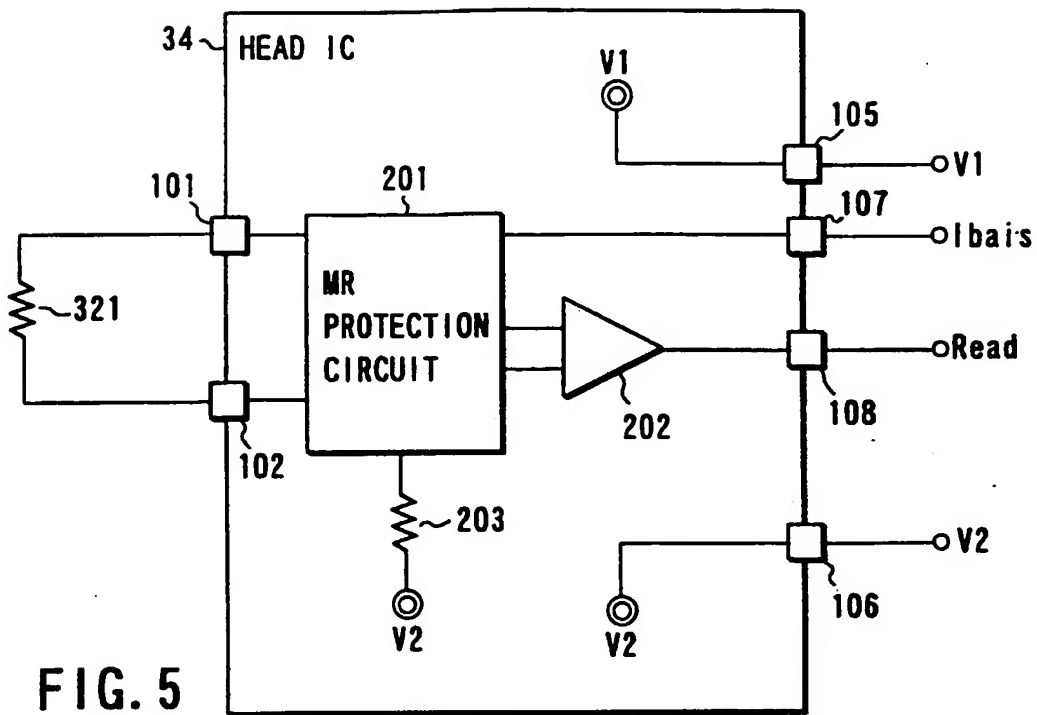 34
HEAD IC
V1
105
V1
101
201
107
Ibais
321
MR
PROTECTION
CIRCUIT
Read
202
108
102
203
V2
V2
V2
106
FIG. 5